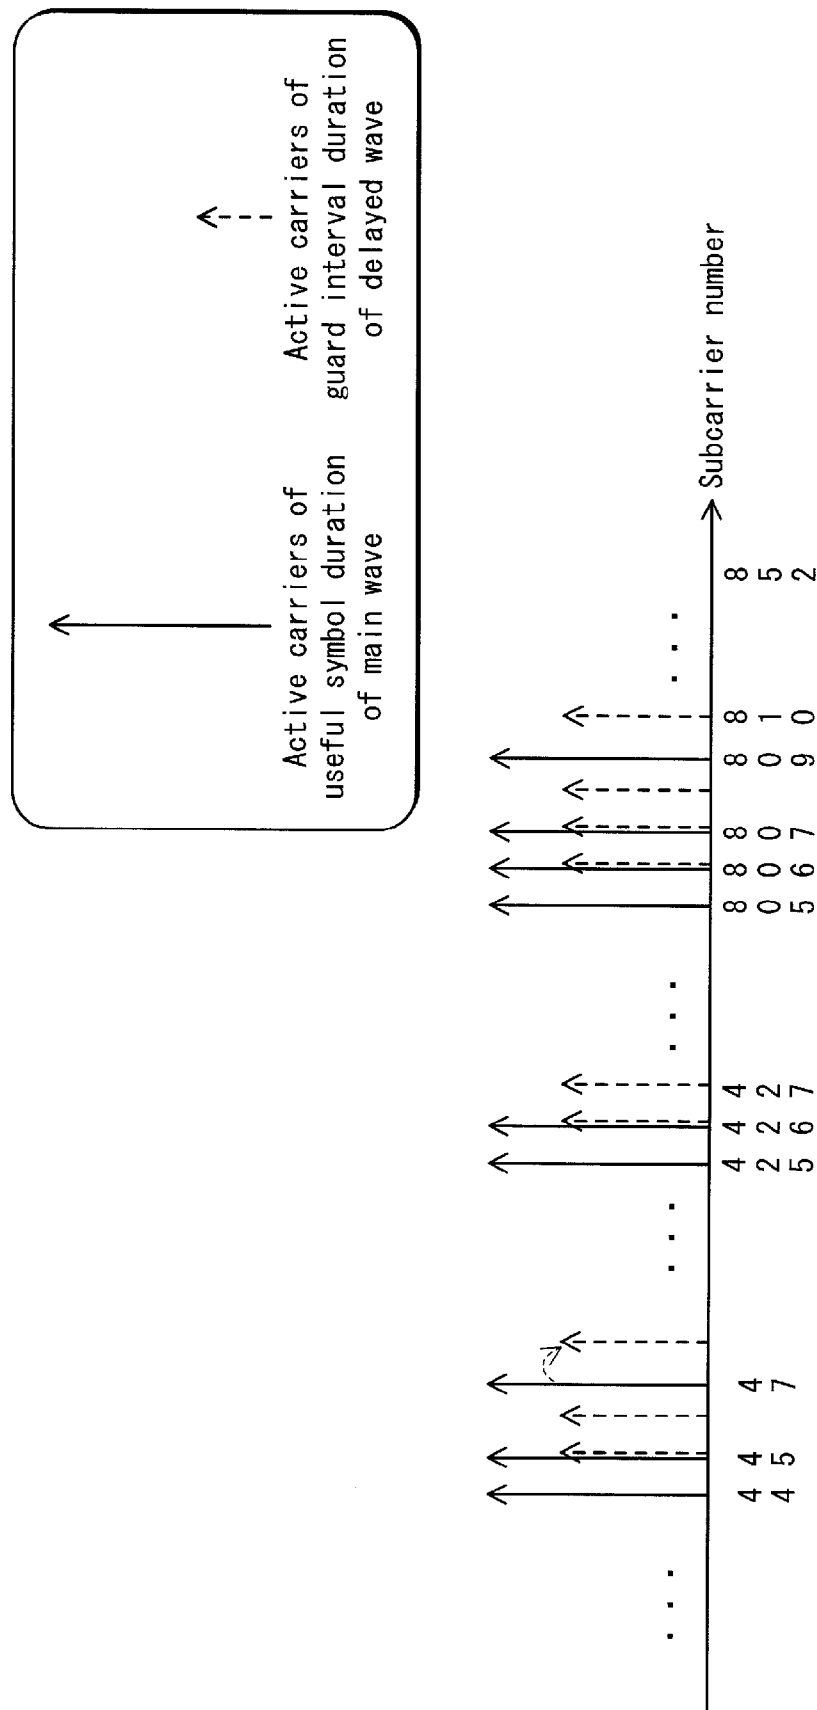 Active carriers of
useful symbol duration
of main wave
Active carriers of
guard interval duration
of delayed wave
44
45
47
425
426
427
805
806
807
809
810
852
Subcarrier number